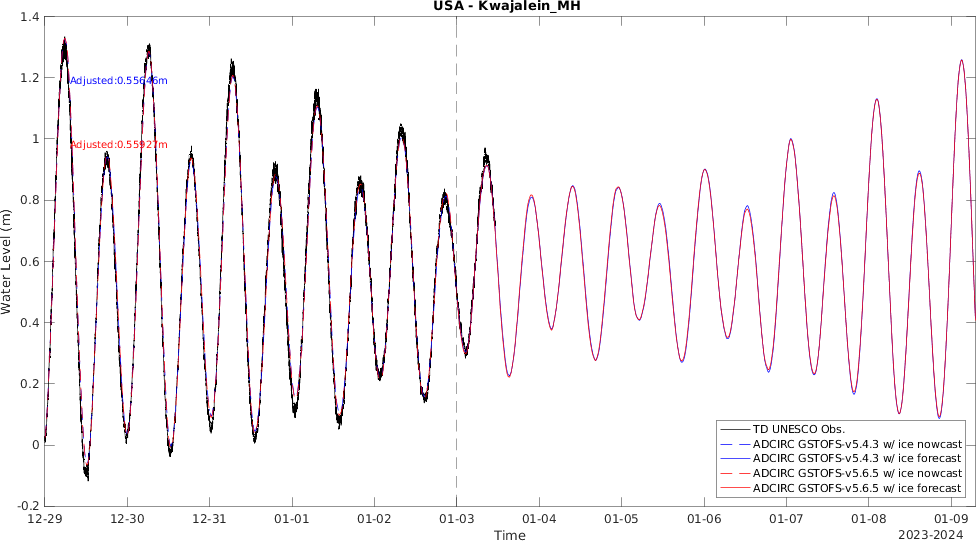 USA - Kwajalein_MH
1.4
1.2
1
0.8
0.6
0.4
0.2
0
-0.2
Water Level (m)
Adjusted:0.55646m
Adjusted:0.55927m
TD UNESCO Obs.
ADCIRC GSTOFS-v5.4.3 w/ ice nowcast
ADCIRC GSTOFS-v5.4.3 w/ ice forecast
ADCIRC GSTOFS-v5.6.5 w/ ice nowcast
ADCIRC GSTOFS-v5.6.5 w/ ice forecast
12-29 12-30 12-31 01-01 01-02 01-03 01-04 01-05 01-06 01-07 01-08 01-09
Time
2023-2024